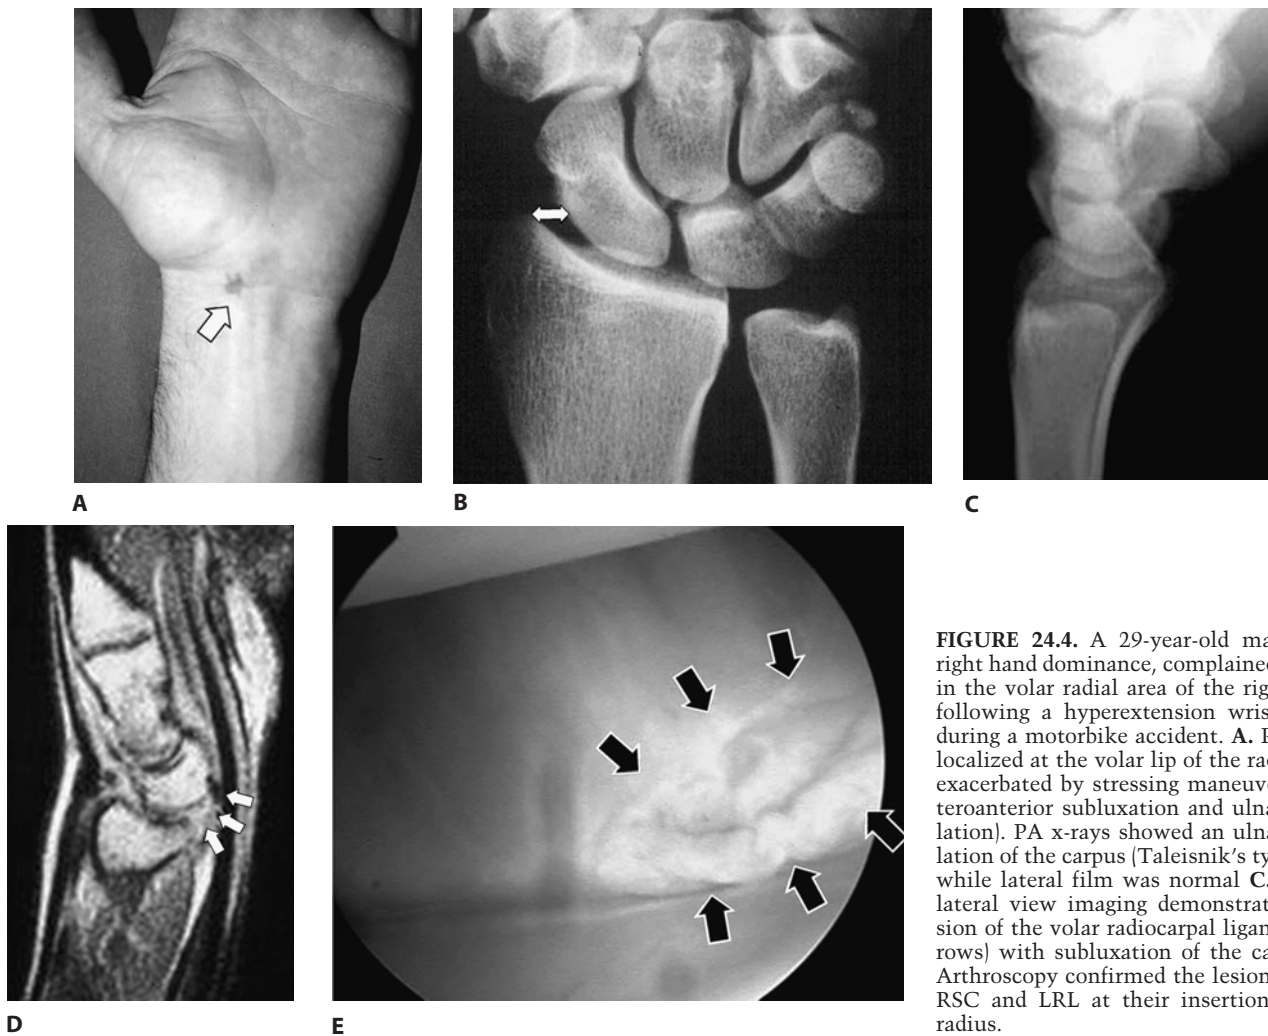 A
B
C
D
E
FIGURE 24.4. A 29-year-old ma
right hand dominance, complained
in the volar radial area of the rig
following a hyperextension wris
during a motorbike accident. A. P
localized at the volar lip of the rad
exacerbated by stressing maneuve
teroanterior subluxation and ulna
lation). PA x-rays showed an ulna
lation of the carpus (Taleisnik's ty
while lateral film was normal C.
lateral view imaging demonstrat
sion of the volar radiocarpal ligan
rows) with subluxation of the ca
Arthroscopy confirmed the lesion
RSC and LRL at their insertion
radius.